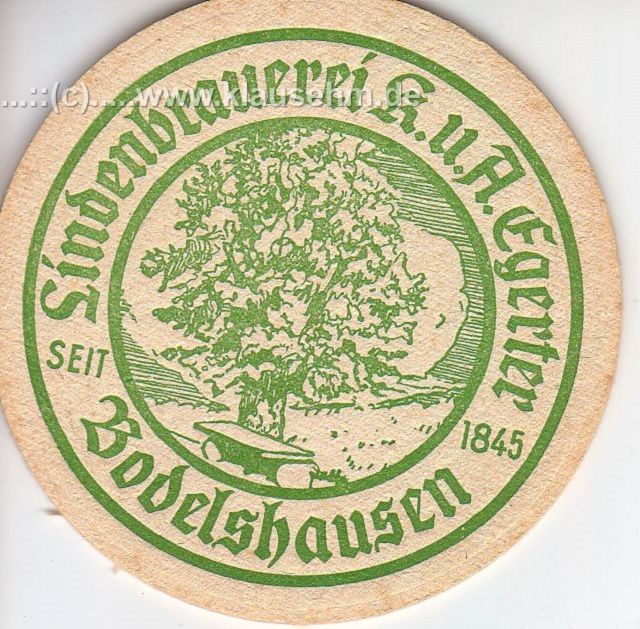 ...::(c).....www.klausehm.de
Lindenbrauerei K.u.A.Egerter
SEIT 1845
Bodelshausen